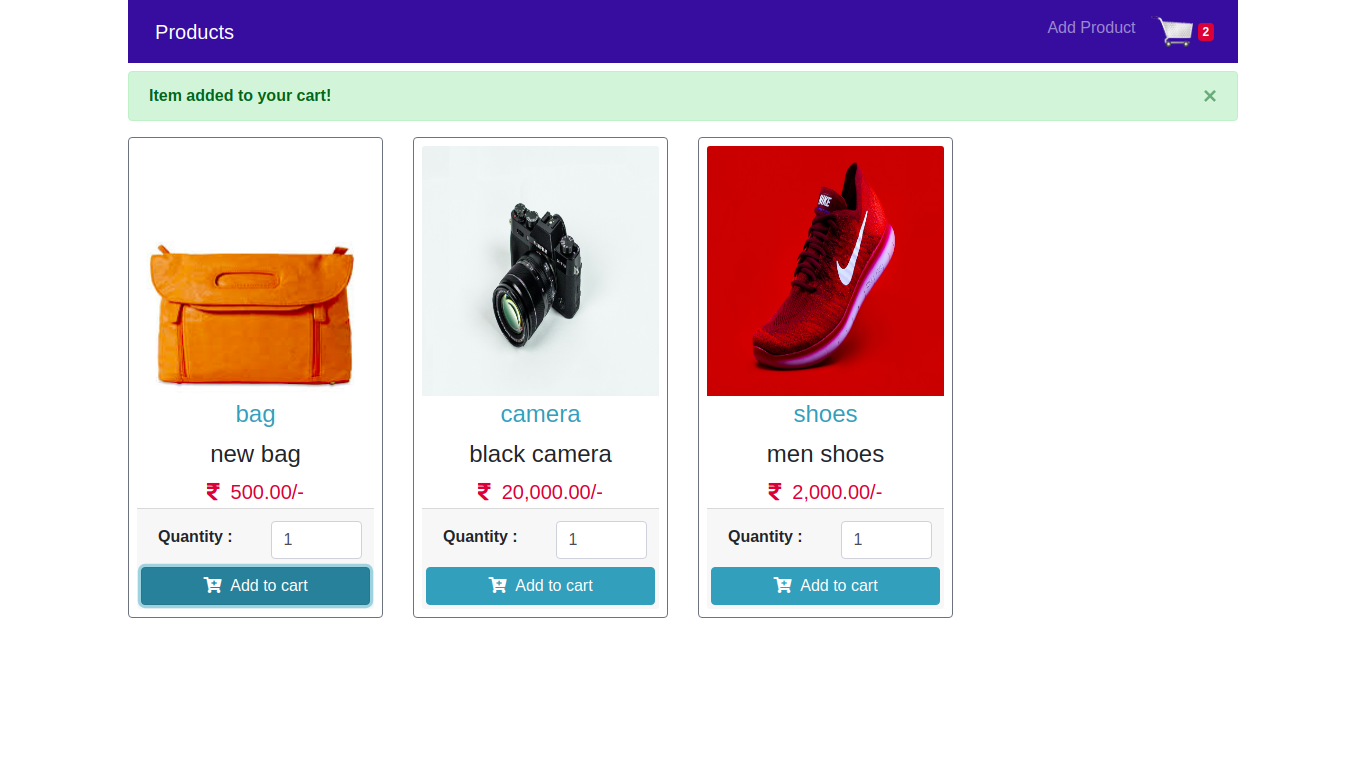 Products
Add Product
2
Item added to your cart!
×
NIKE
bag
camera
shoes
new bag
black camera
men shoes
₹ 500.00/-
₹ 20,000.00/-
₹ 2,000.00/-
Quantity :
1
Quantity :
1
Quantity :
1
Add to cart
Add to cart
Add to cart